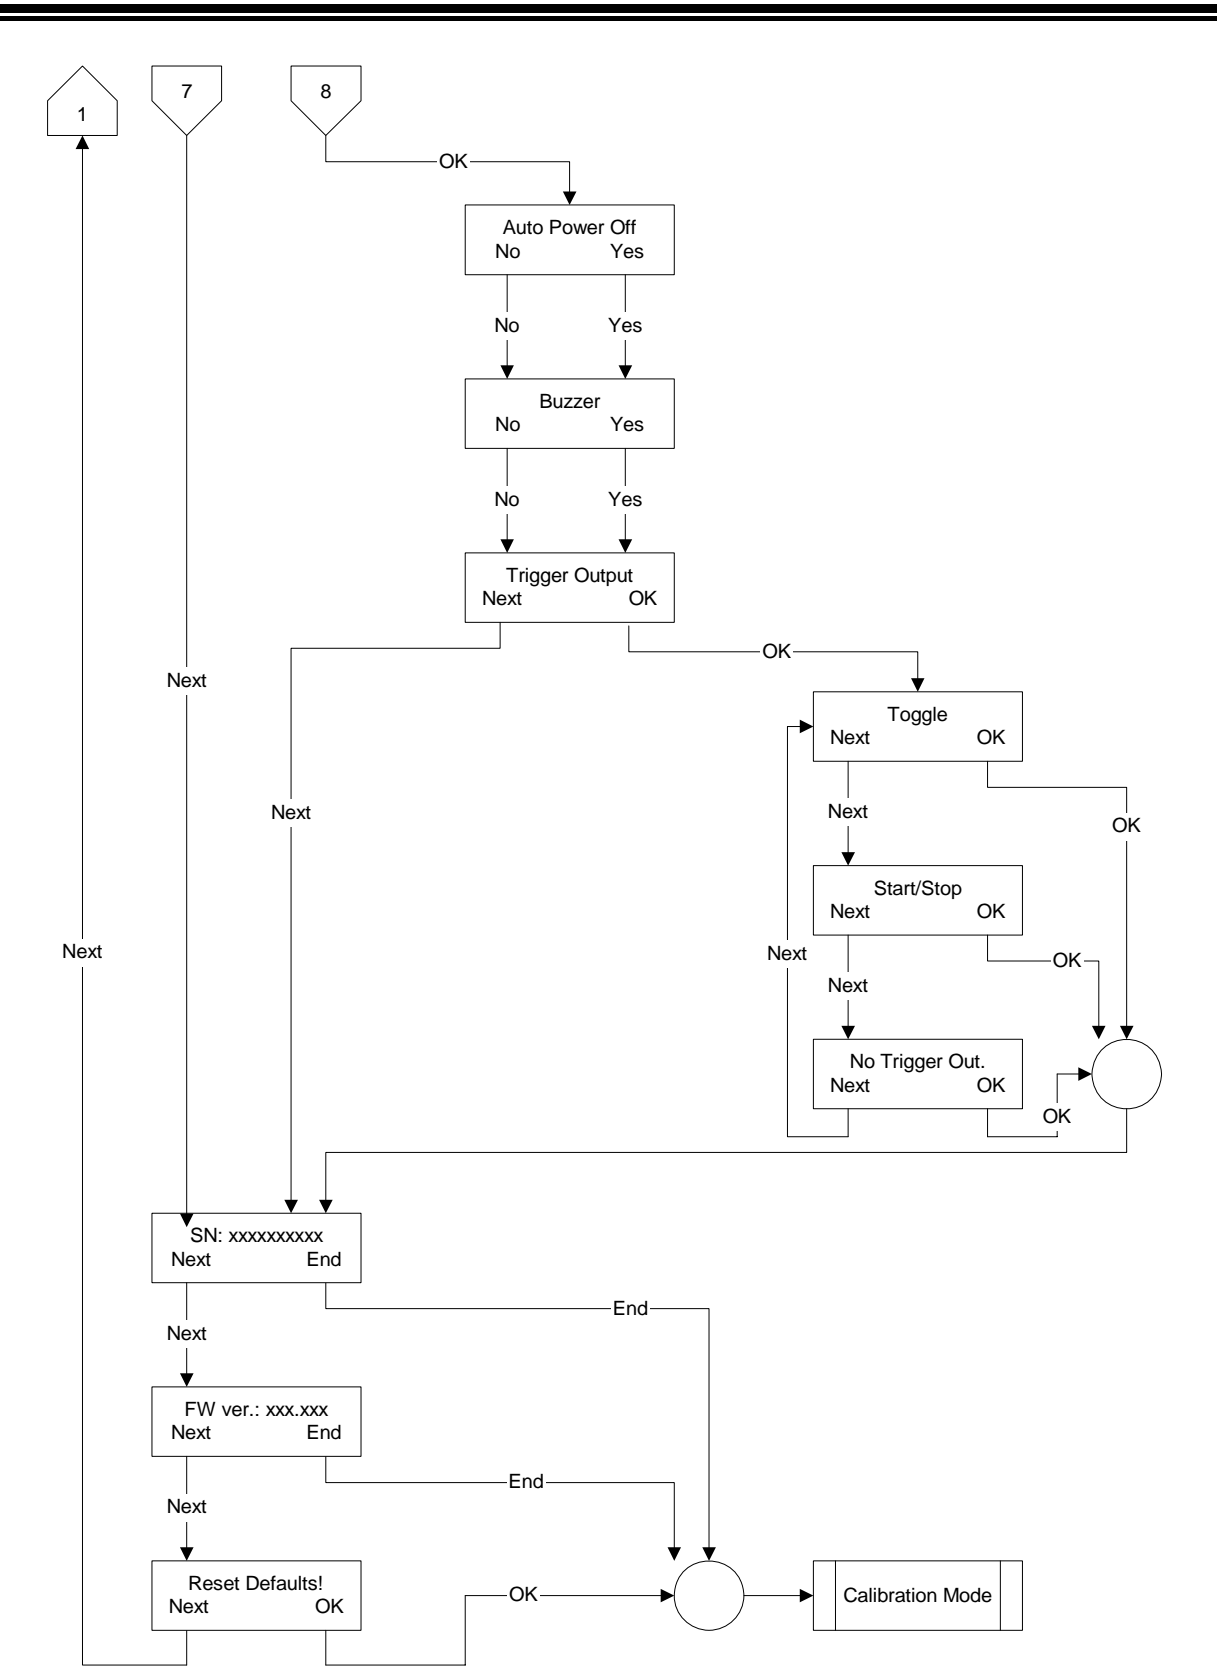 1
7
8
OK
Auto Power Off
No Yes
No Yes
Buzzer
No Yes
No Yes
Trigger Output
Next OK
OK
Next
Toggle
Next OK
Next
Next
OK
Start/Stop
Next OK
Next
Next
OK
Next
No Trigger Out.
Next OK
OK
SN: xxxxxxxxxx
Next End
End
Next
FW ver.: xxx.xxx
Next End
End
Next
Reset Defaults!
Next OK
OK
Calibration Mode